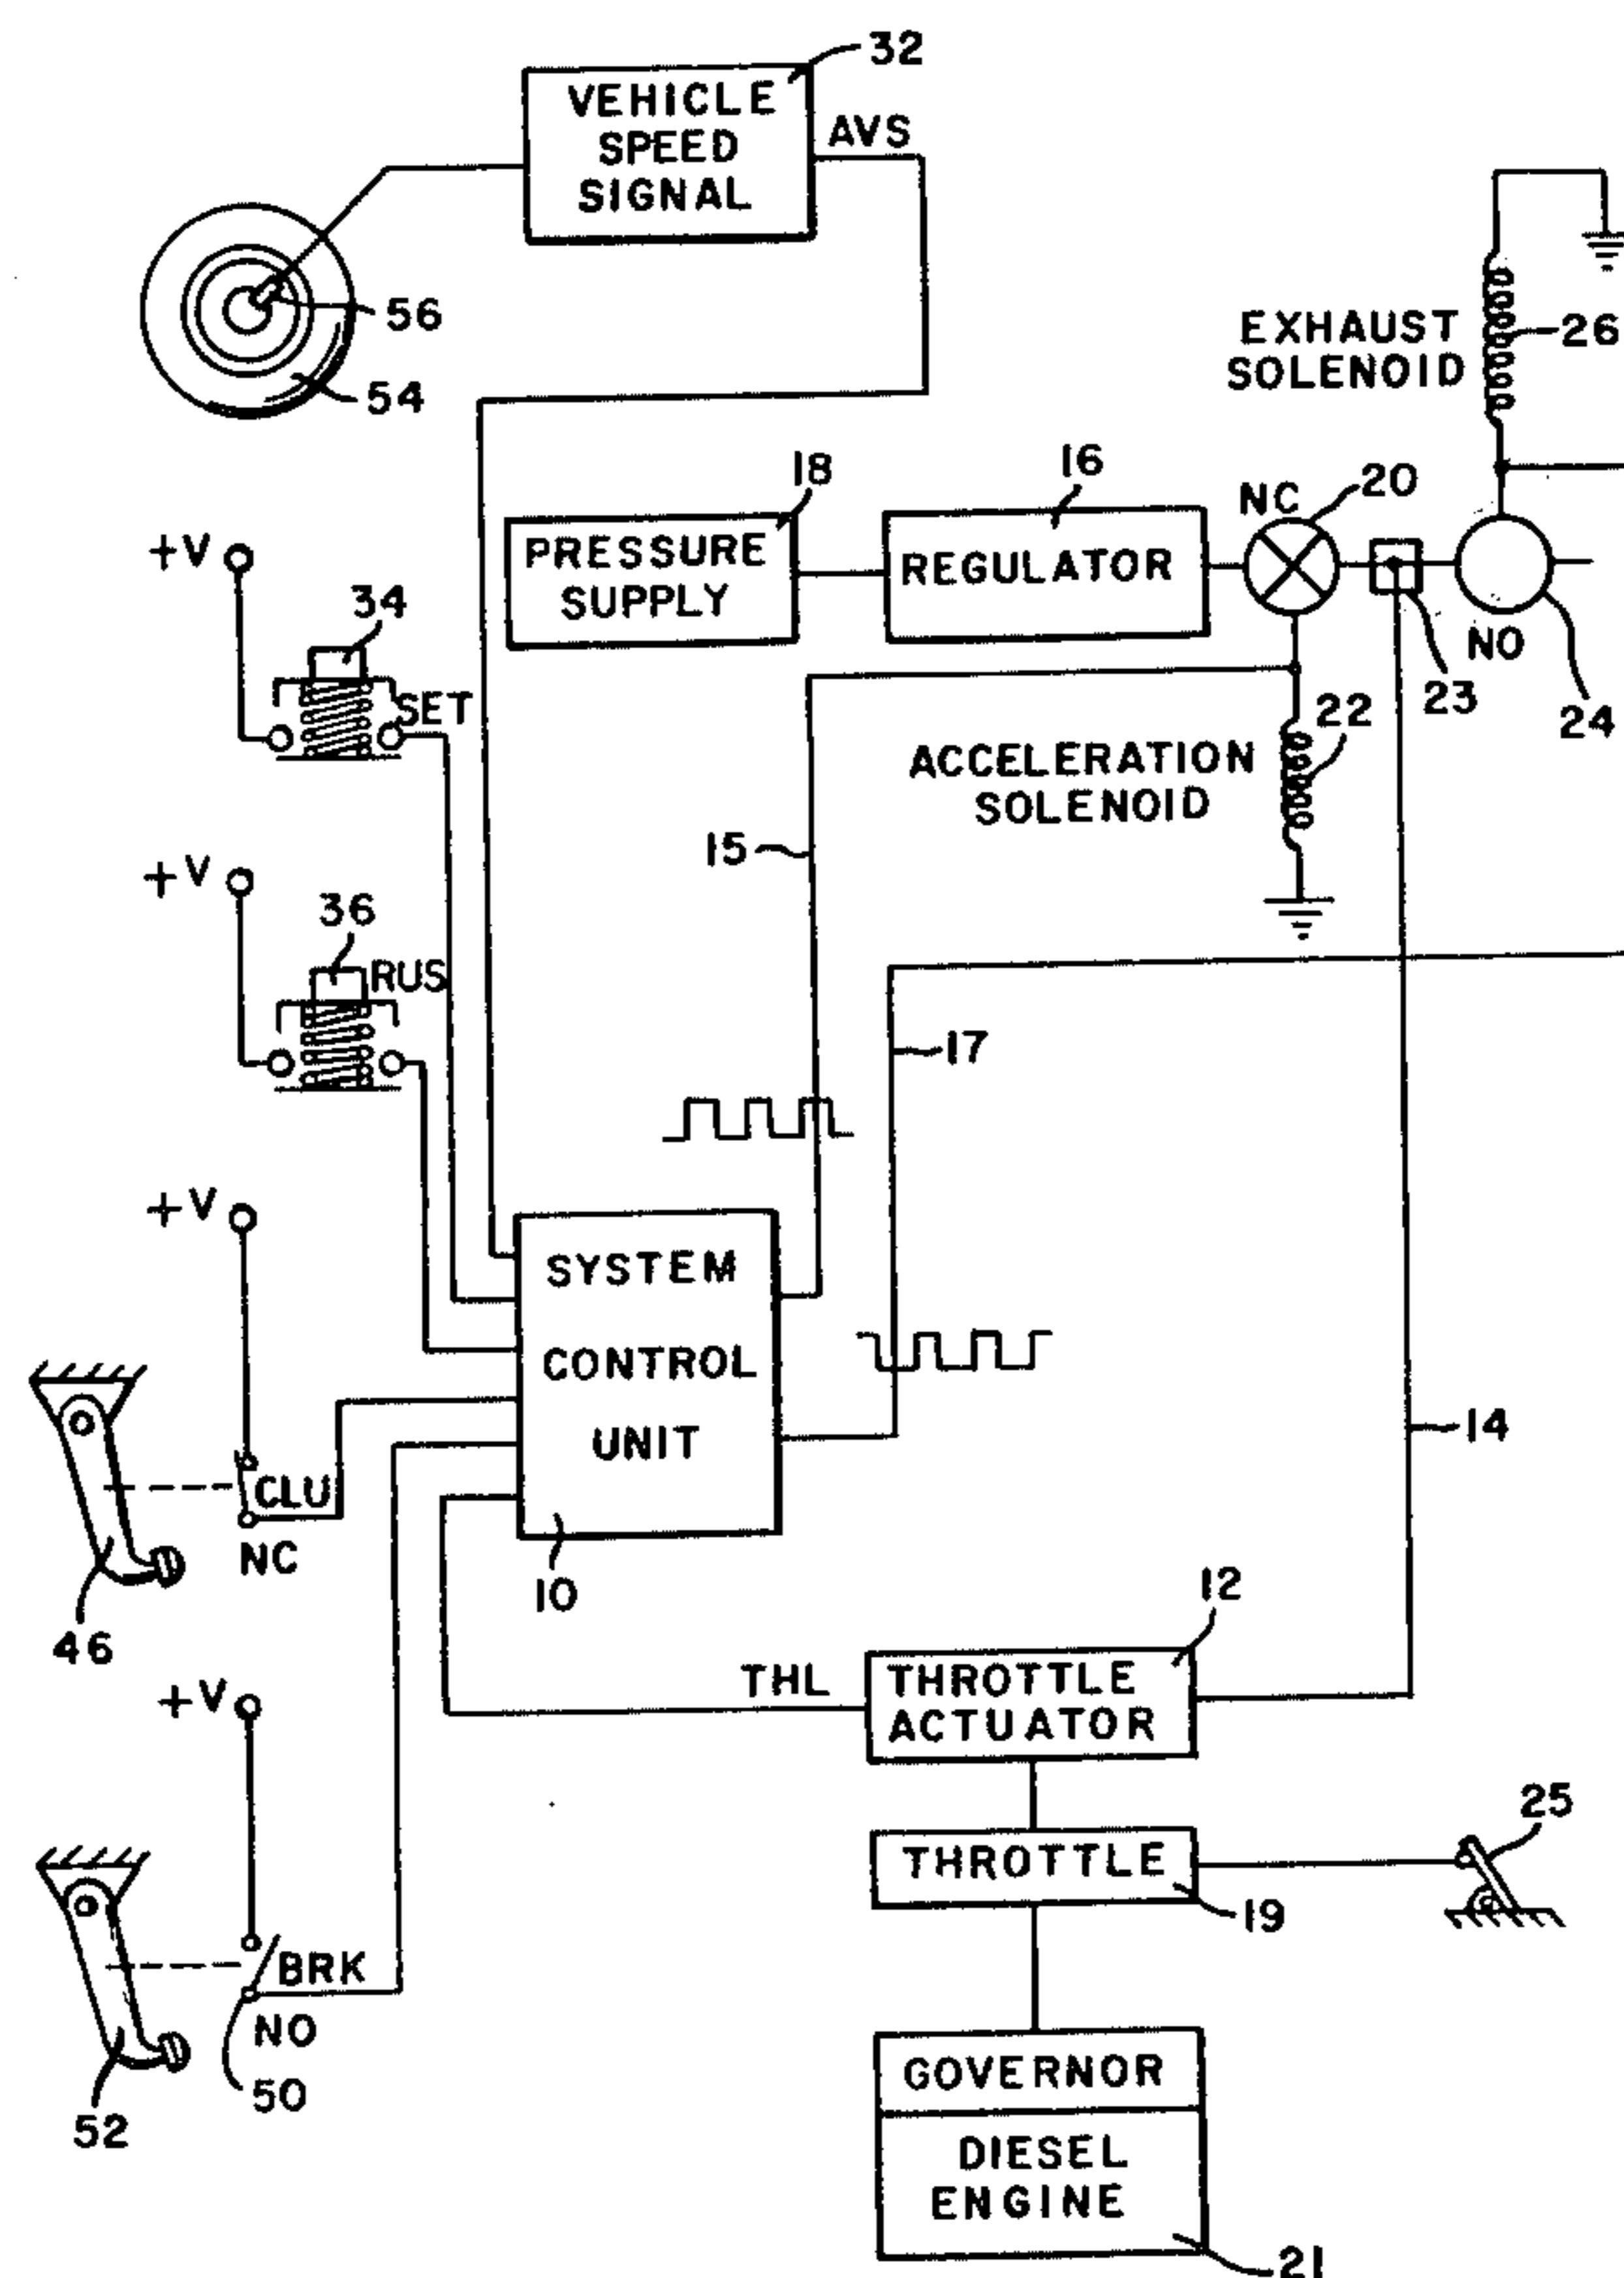 32
VEHICLE
SPEED
SIGNAL
AVS
56
54
EXHAUST
SOLENOID
26
18
PRESSURE
SUPPLY
16
REGULATOR
NC
20
23
NO
24
+V
34
SET
22
ACCELERATION
SOLENOID
15
+V
36
RUS
17
+V
SYSTEM
CONTROL
UNIT
10
CLU
NC
46
14
12
THL
THROTTLE
ACTUATOR
+V
THROTTLE
19
25
BRK
NO
50
52
GOVERNOR
DIESEL
ENGINE
21